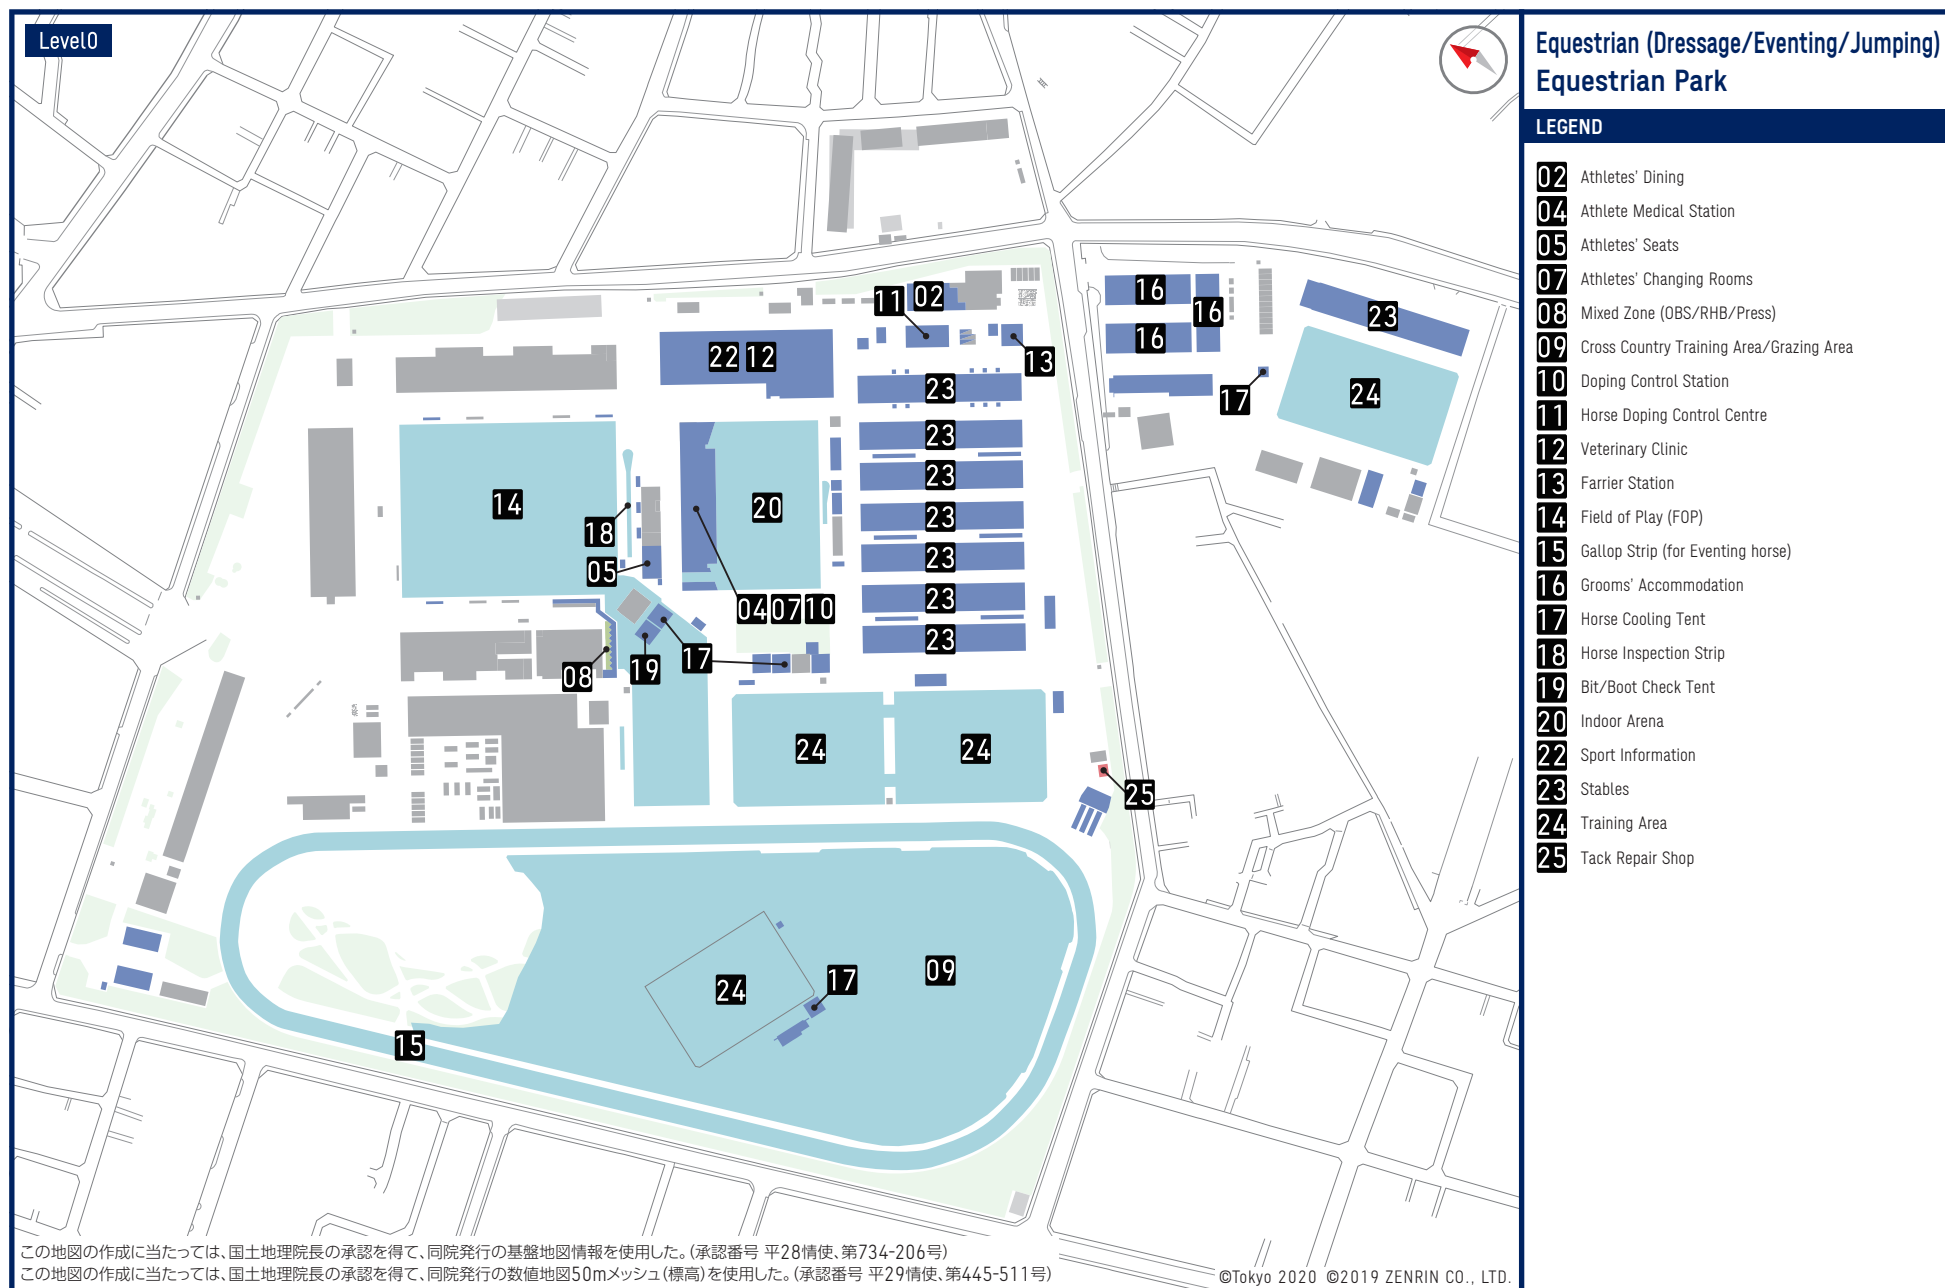 Level0
Equestrian (Dressage/Eventing/Jumping)
Equestrian Park
LEGEND
02 Athletes' Dining
04 Athlete Medical Station
05 Athletes' Seats
07 Athletes' Changing Rooms
08 Mixed Zone (OBS/RHB/Press)
09 Cross Country Training Area/Grazing Area
10 Doping Control Station
11 Horse Doping Control Centre
12 Veterinary Clinic
13 Farrier Station
14 Field of Play (FOP)
15 Gallop Strip (for Eventing horse)
16 Grooms' Accommodation
17 Horse Cooling Tent
18 Horse Inspection Strip
19 Bit/Boot Check Tent
20 Indoor Arena
22 Sport Information
23 Stables
24 Training Area
25 Tack Repair Shop
11 02
16
16
23
16
22 12
13
23
17
24
23
23
14
20
23
18
05
23
04 07 10
23
23
08
19
17
24
24
25
17
09
24
15
この地図の作成に当たっては、国土地理院長の承認を得て、同院発行の基盤地図情報を使用した。(承認番号 平28情使、第734-206号)
この地図の作成に当たっては、国土地理院長の承認を得て、同院発行の数値地図50mメッシュ(標高)を使用した。(承認番号 平29情使、第445-511号)
©Tokyo 2020 ©2019 ZENRIN CO., LTD.